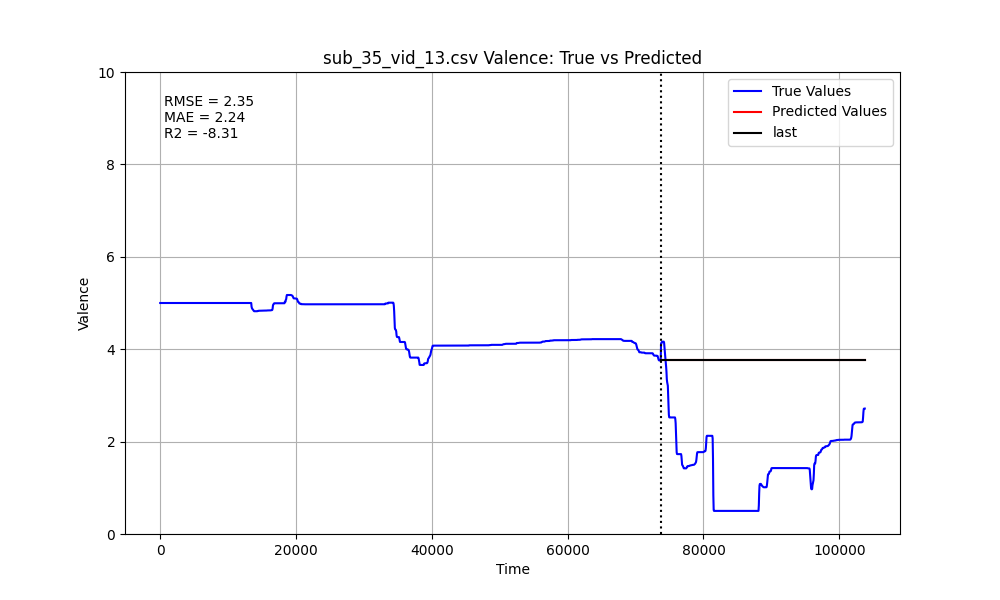 sub_35_vid_13.csv Valence: True vs Predicted
RMSE = 2.35
MAE = 2.24
R2 = -8.31
True Values
Predicted Values
last
Valence
10
8
6
4
2
0
0 20000 40000 60000 80000 100000
Time